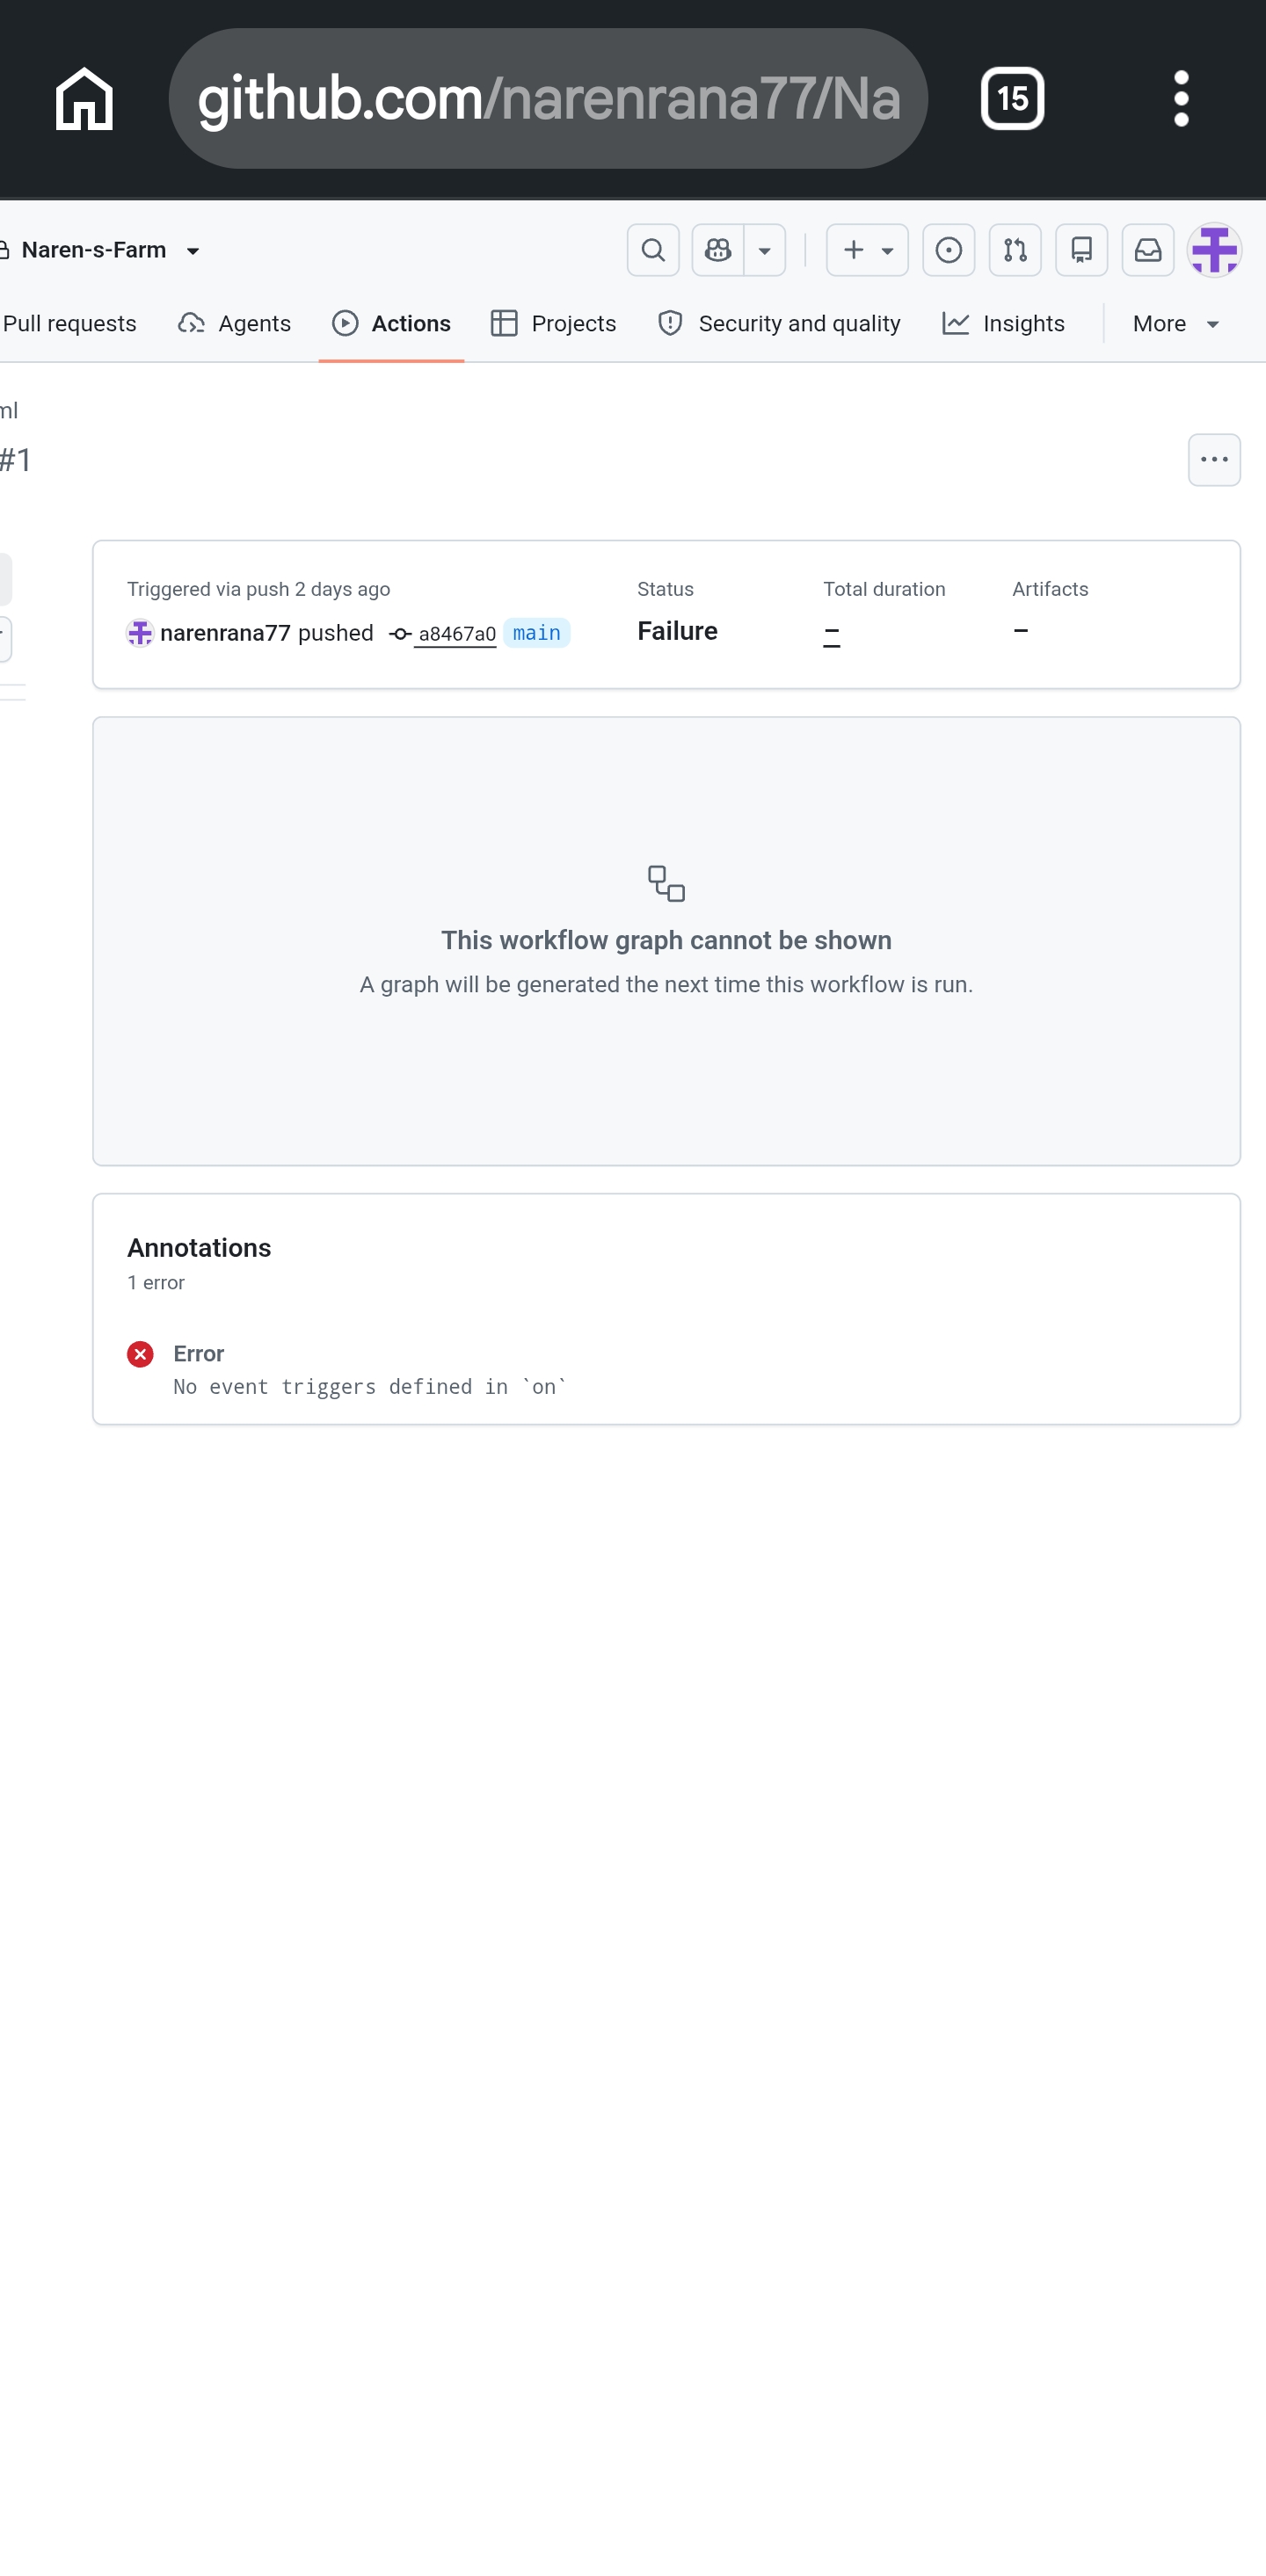 github.com/narenrana77/Na
15
Naren-s-Farm
Pull requests
Agents
Actions
Projects
Security and quality
Insights
More
ml
#1
Triggered via push 2 days ago
Status
Total duration
Artifacts
narenrana77 pushed a8467a0 main
Failure
–
–
This workflow graph cannot be shown
A graph will be generated the next time this workflow is run.
Annotations
1 error
Error
No event triggers defined in `on`